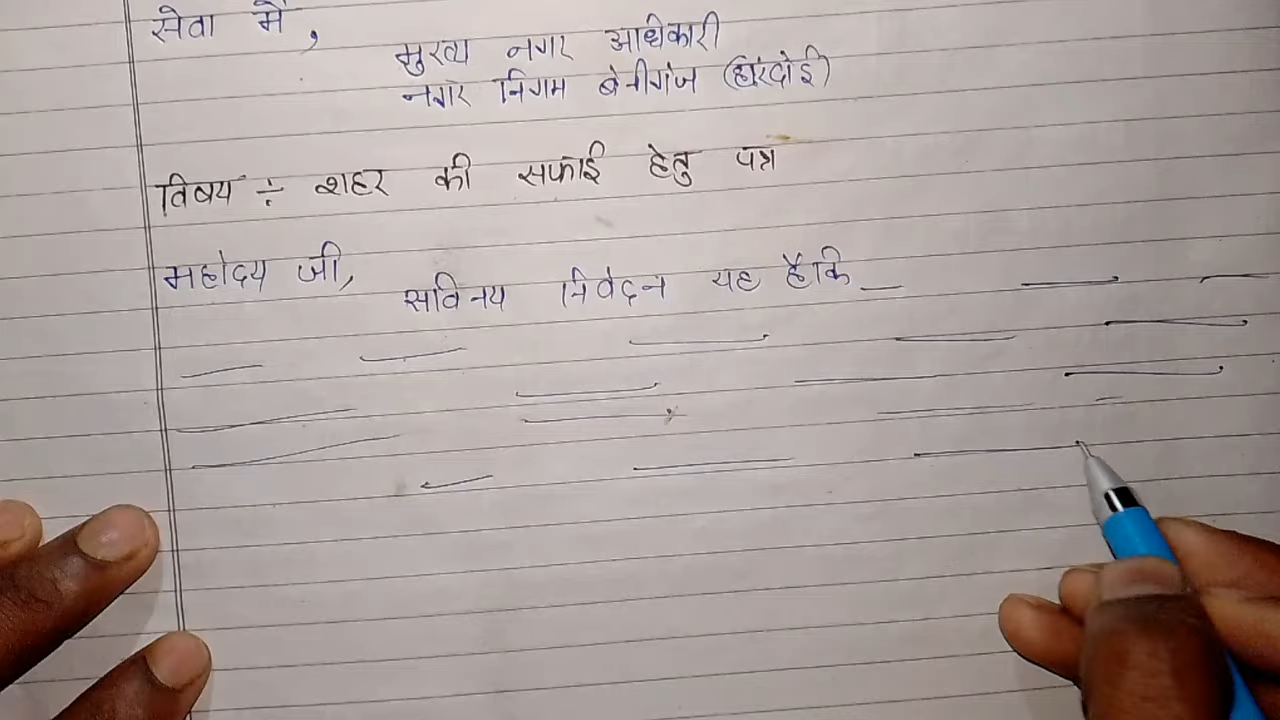 सेवा में,
मुख्य नगर अधिकारी
नगर निगम बेनीगंज (हरदोई)
विषय ÷ शहर की सफाई हेतु पत्र
महोदय जी,
सविनय निवेदन यह है कि